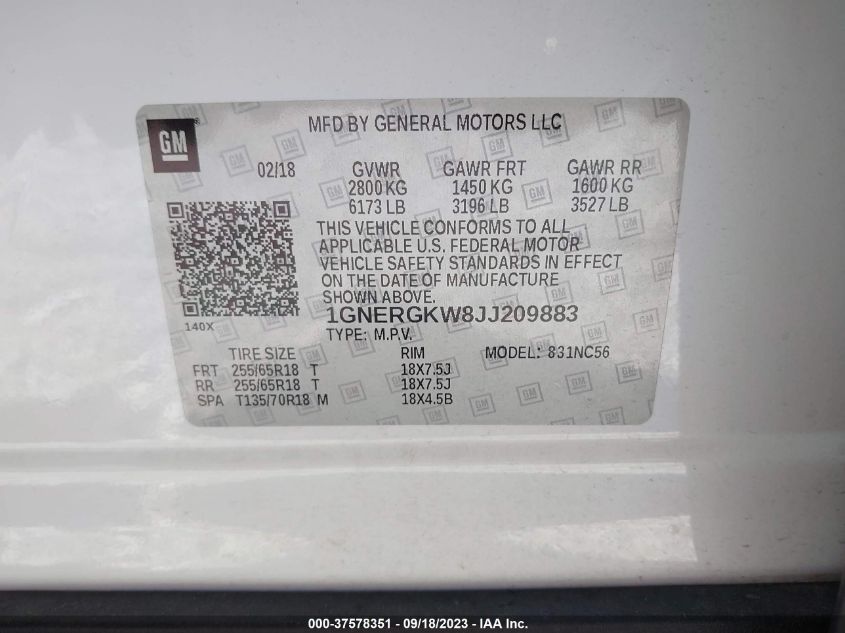 GM
MFD BY GENERAL MOTORS LLC
02/18 GVWR GAWR FRT GAWR RR
2800 KG 1450 KG 1600 KG
6173 LB 3196 LB 3527 LB
THIS VEHICLE CONFORMS TO ALL
APPLICABLE U.S. FEDERAL MOTOR
VEHICLE SAFETY STANDARDS IN EFFECT
ON THE DATE OF MANUFACTURE
SHOWN ABOVE.
140X
1GNERGKW8JJ209883
TYPE: M.P.V.
TIRE SIZE RIM MODEL: 831NC56
FRT 255/65R18 T 18X7.5J
RR 255/65R18 T 18X7.5J
SPA T135/70R18 M 18X4.5B
000-37578351 - 09/18/2023 - IAA Inc.